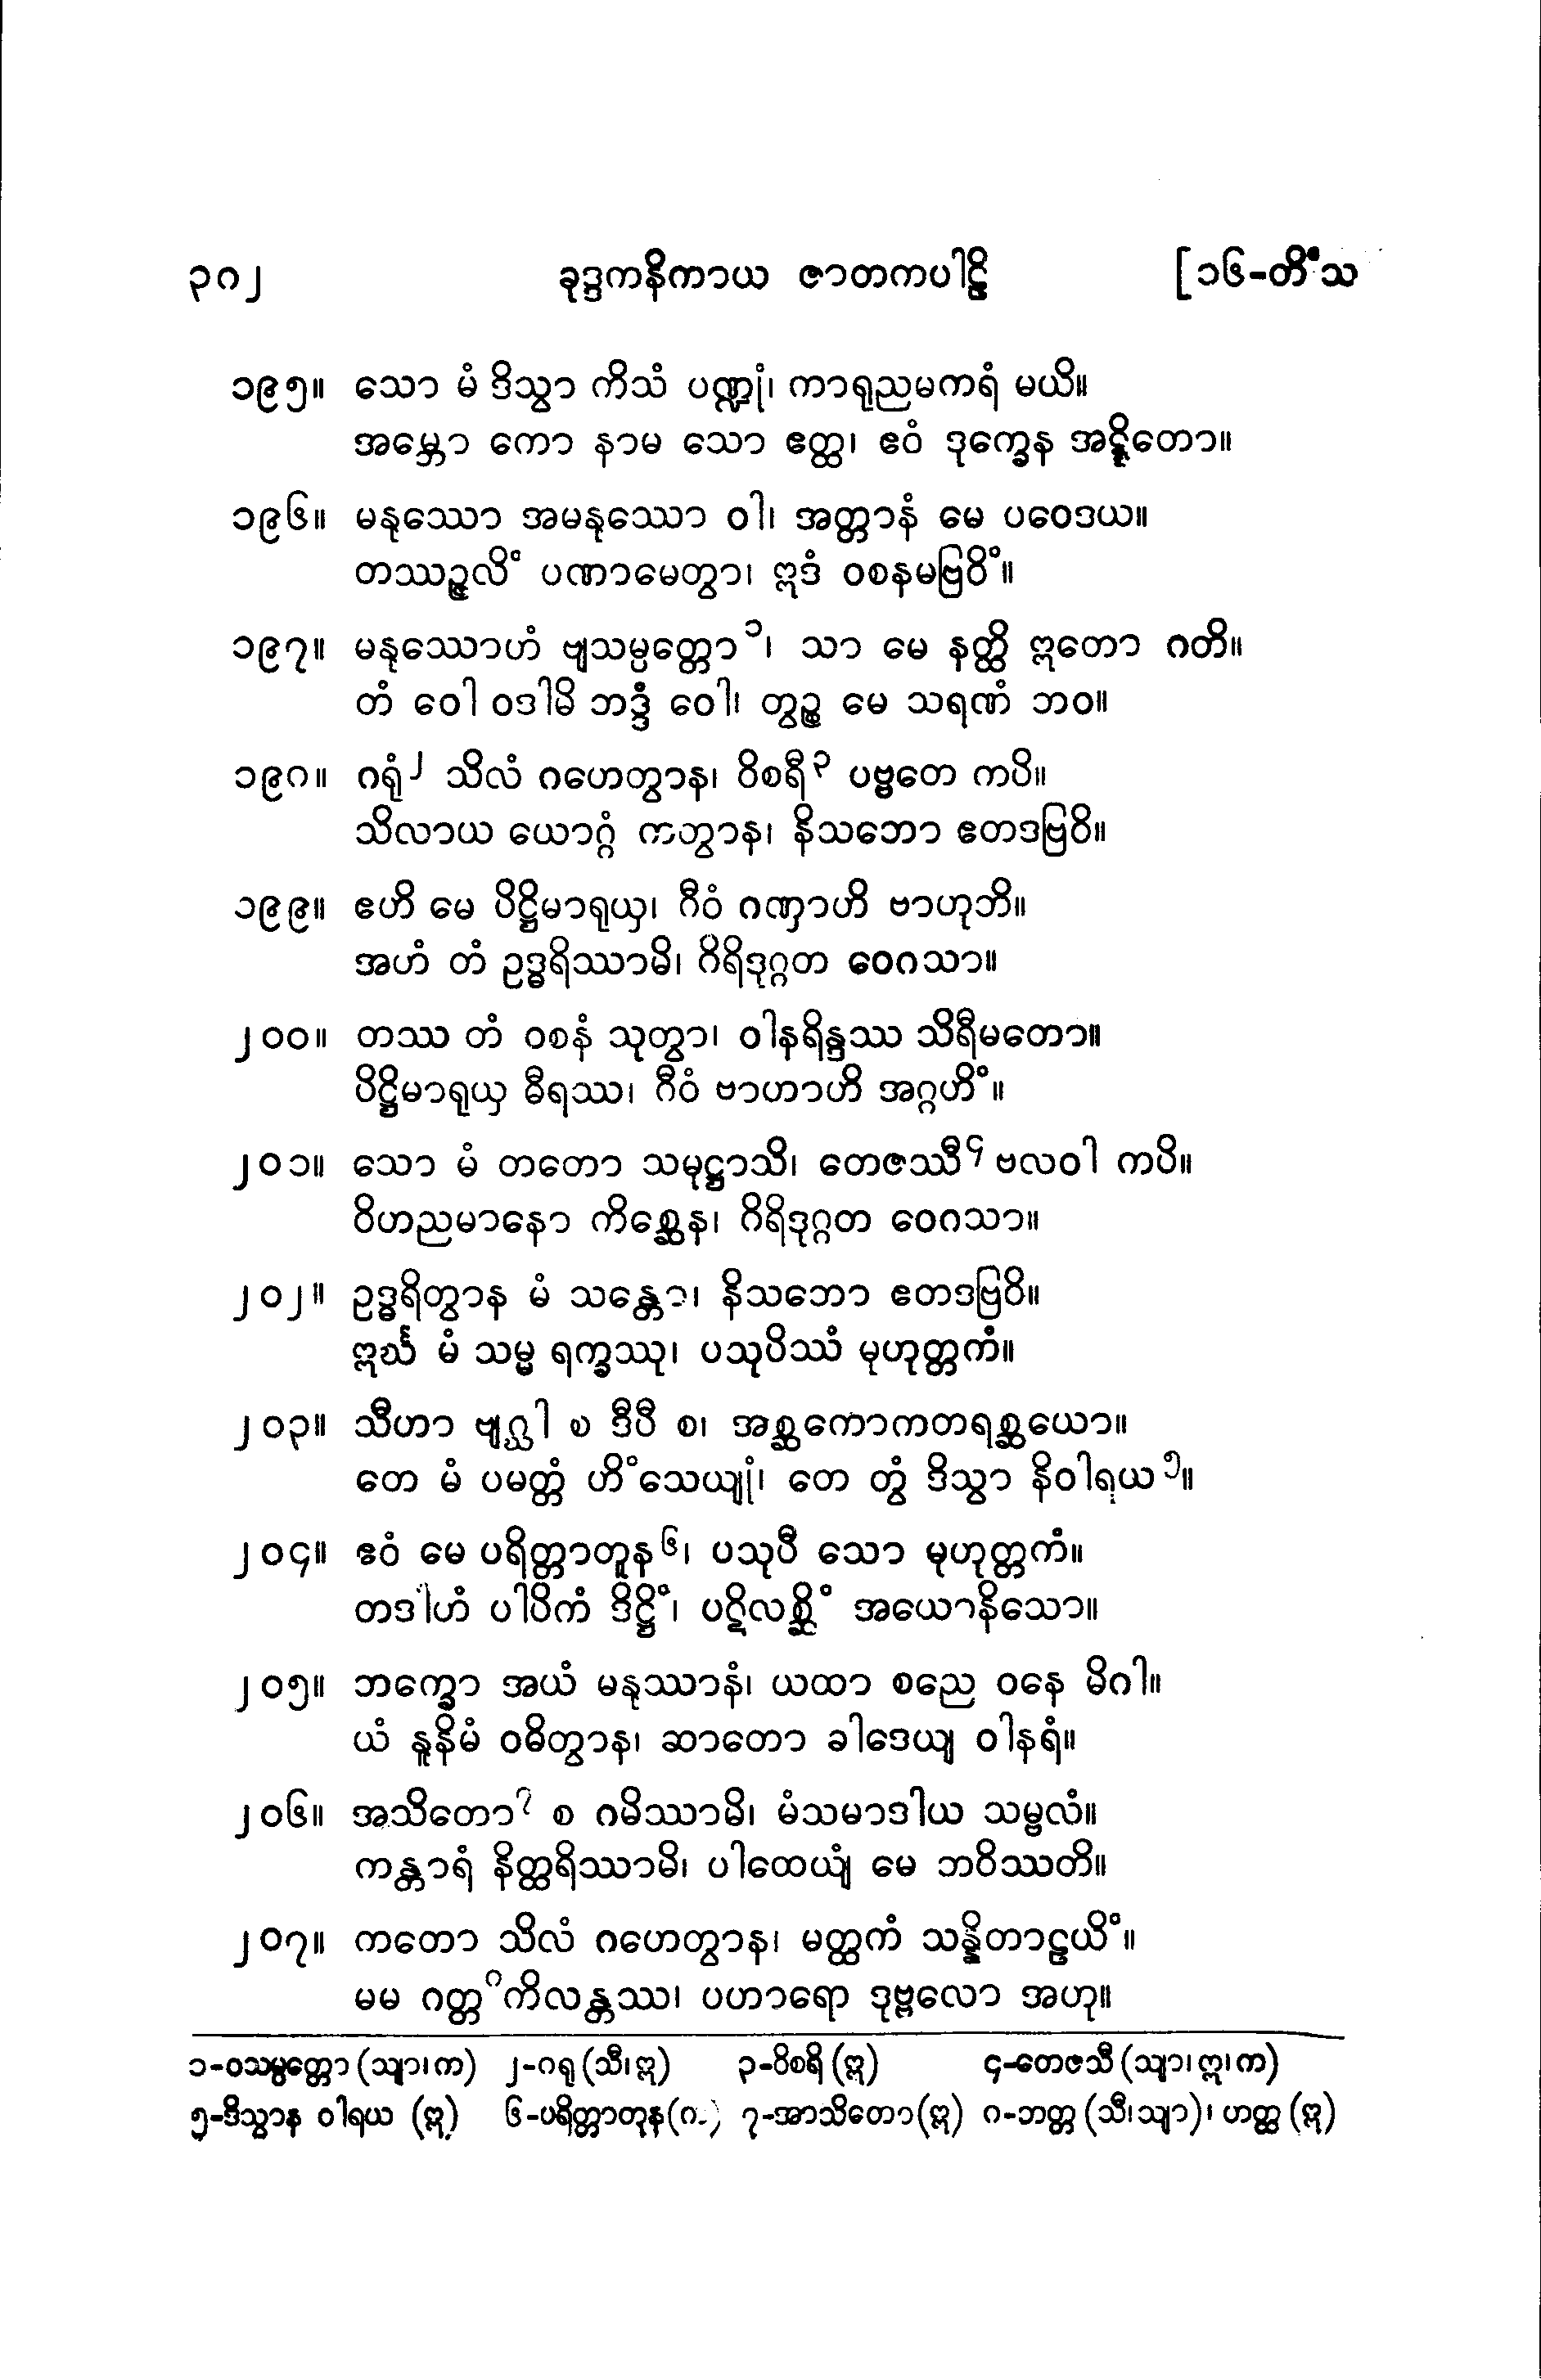 ၃၈၂ ခုဒ္ဒကနိကာယ ဇာတကပါဠိ [၁၆-တိံသ
၁၉၅။ သော မံ ဒိသွာ ကိသံ ပဏ္ဍုံ၊ ကာရုညမကရံ မယိ။
အမ္ဘော ကော နာမ သော ဧတ္ထ၊ ဧဝံ ဒုက္ခေန အဋ္ဋိတော။
၁၉၆။ မနုဿော အမနုဿော ဝါ၊ အတ္တာနံ မေ ပဝေဒယ။
တဿဉ္ဇလိံ ပဏာမေတွာ၊ ဣဒံ ဝစနမဗြဝိံ။
၁၉၇။ မနုဿောဟံ ဗျသမ္ပတ္တော၁၊ သာ မေ နတ္ထိ ဣတော ဂတိ။
တံ ဝေါ ဝဒါမိ ဘဒ္ဒံ ဝေါ၊ တွဉ္စ မေ သရဏံ ဘဝ။
၁၉၈။ ဂရုံ၂ သိလံ ဂဟေတွာန၊ ဝိစရီ၃ ပဗ္ဗတေ ကပိ။
သိလာယ ယောဂ္ဂံ ကတွာန၊ နိသဘော ဧတဒဗြဝိ။
၁၉၉။ ဧဟိ မေ ပိဋ္ဌိမာရုယှ၊ ဂီဝံ ဂဏှာဟိ ဗာဟုဘိ။
အဟံ တံ ဥဒ္ဓရိဿာမိ၊ ဂိရိဒုဂ္ဂတ ဝေဂသာ။
၂၀၀။ တဿ တံ ဝစနံ သုတွာ၊ ဝါနရိန္ဒဿ သိရီမတော။
ပိဋ္ဌိမာရုယှ ဓီရဿ၊ ဂီဝံ ဗာဟာဟိ အဂ္ဂဟိံ။
၂၀၁။ သော မံ တတော သမုဋ္ဌာသိ၊ တေဇဿီ၄ ဗလဝါ ကပိ။
ဝိဟညမာနော ကိစ္ဆေန၊ ဂိရိဒုဂ္ဂတ ဝေဂသာ။
၂၀၂။ ဥဒ္ဓရိတွာန မံ သန္တော၊ နိသဘော ဧတဒဗြဝိ။
ဣင်္ဃ မံ သမ္မ ရက္ခဿု၊ ပသုပိဿံ မုဟုတ္တကံ။
၂၀၃။ သီဟာ ဗျဂ္ဃါ စ ဒီပီ စ၊ အစ္ဆကောကတရစ္ဆယော။
တေ မံ ပမတ္တံ ဟိံသေယျုံ၊ တေ တွံ ဒိသွာ နိဝါရယ၅။
၂၀၄။ ဧဝံ မေ ပရိတ္တာတူန၆၊ ပသုပီ သော မုဟုတ္တကံ။
တဒါဟံ ပါပိကံ ဒိဋ္ဌိံ၊ ပဋိလစ္ဆိံ အယောနိသော။
၂၀၅။ ဘက္ခော အယံ မနုဿာနံ၊ ယထာ စညေ ဝနေ မိဂါ။
ယံ နူနိမံ ဝဓိတွာန၊ ဆာတော ခါဒေယျ ဝါနရံ။
၂၀၆။ အသိတော၇ စ ဂမိဿာမိ၊ မံသမာဒါယ သမ္ဗလံ။
ကန္တာရံ နိတ္ထရိဿာမိ၊ ပါထေယျံ မေ ဘဝိဿတိ။
၂၀၇။ ကတော သိလံ ဂဟေတွာန၊ မတ္ထကံ သန္နိတာဠယိံ။
မမ ဂတ္တ၈ကိလန္တဿ၊ ပဟာရော ဒုဗ္ဗလော အဟု။
၁-ဝသမ္ပတ္တော (သျာ၊က) ၂-ဂရု (သီ၊ဣ) ၃-ဝိစရိ (ဣ) ၄-တေဇသီ (သျာ၊ဣ၊က)
၅-ဒိသွာန ဝါရယ (ဣ) ၆-ပရိတ္တာတုန ၇-အာသိတော (ဣ) ၈-ဘတ္တ (သီ၊သျာ)၊ ဟတ္ထ (ဣ)